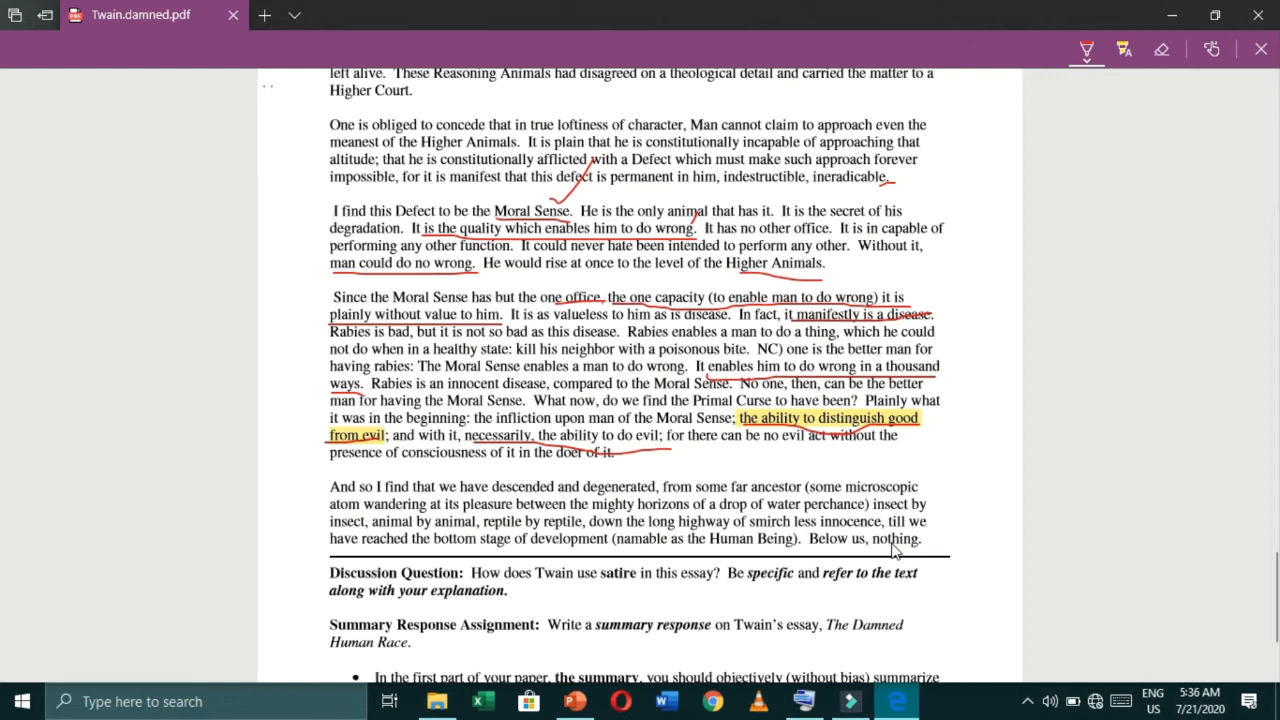 Twain.damned.pdf
left alive. These Reasoning Animals had disagreed on a theological detail and carried the matter to a
Higher Court.
One is obliged to concede that in true loftiness of character, Man cannot claim to approach even the
meanest of the Higher Animals. It is plain that he is constitutionally incapable of approaching that
altitude; that he is constitutionally afflicted with a Defect which must make such approach forever
impossible, for it is manifest that this defect is permanent in him, indestructible, ineradicable.
I find this Defect to be the Moral Sense. He is the only animal that has it. It is the secret of his
degradation. It is the quality which enables him to do wrong. It has no other office. It is in capable of
performing any other function. It could never hate been intended to perform any other. Without it,
man could do no wrong. He would rise at once to the level of the Higher Animals.
Since the Moral Sense has but the one office, the one capacity (to enable man to do wrong) it is
plainly without value to him. It is as valueless to him as is disease. In fact, it manifestly is a disease.
Rabies is bad, but it is not so bad as this disease. Rabies enables a man to do a thing, which he could
not do when in a healthy state: kill his neighbor with a poisonous bite. NC) one is the better man for
having rabies: The Moral Sense enables a man to do wrong. It enables him to do wrong in a thousand
ways. Rabies is an innocent disease, compared to the Moral Sense. No one, then, can be the better
man for having the Moral Sense. What now, do we find the Primal Curse to have been? Plainly what
it was in the beginning: the infliction upon man of the Moral Sense; the ability to distinguish good
from evil; and with it, necessarily, the ability to do evil; for there can be no evil act without the
presence of consciousness of it in the doer of it.
And so I find that we have descended and degenerated, from some far ancestor (some microscopic
atom wandering at its pleasure between the mighty horizons of a drop of water perchance) insect by
insect, animal by animal, reptile by reptile, down the long highway of smirch less innocence, till we
have reached the bottom stage of development (namable as the Human Being). Below us, nothing.
Discussion Question: How does Twain use satire in this essay? Be specific and refer to the text
along with your explanation.
Summary Response Assignment: Write a summary response on Twain's essay, The Damned
Human Race.
• In the first part of your paper, the summary, you should objectively (without bias) summarize
Type here to search
ENG
US
5:36 AM
7/21/2020